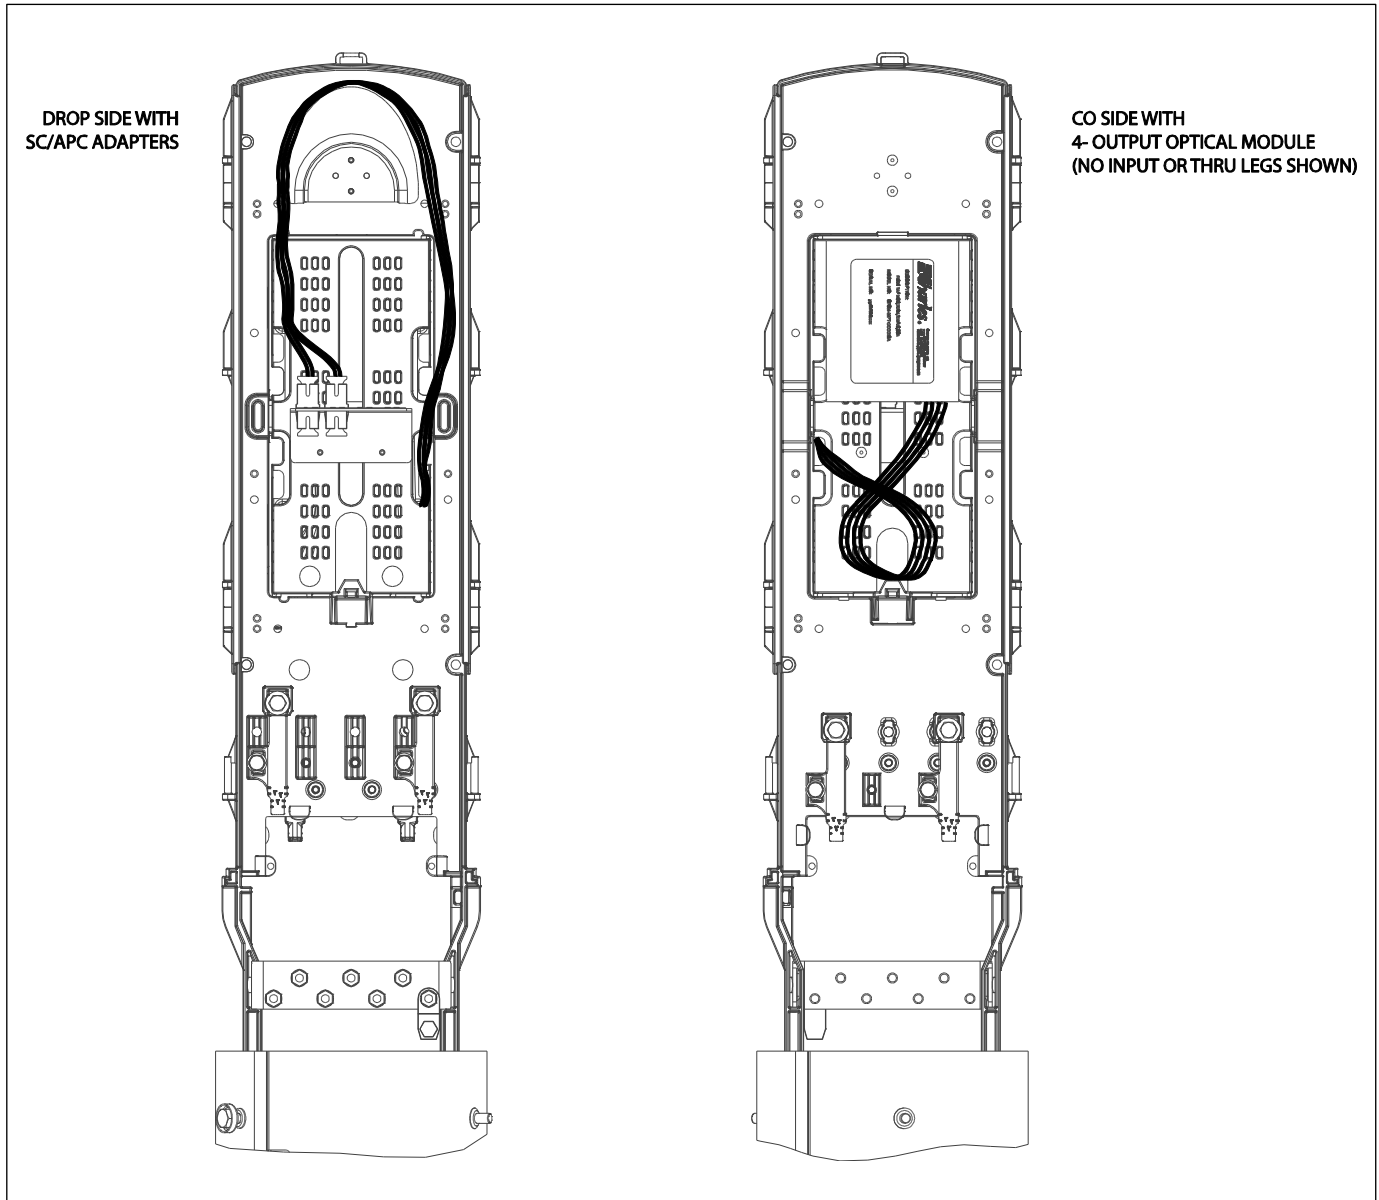 DROP SIDE WITH
SC/APC ADAPTERS
CO SIDE WITH
4- OUTPUT OPTICAL MODULE
(NO INPUT OR THRU LEGS SHOWN)
Charles